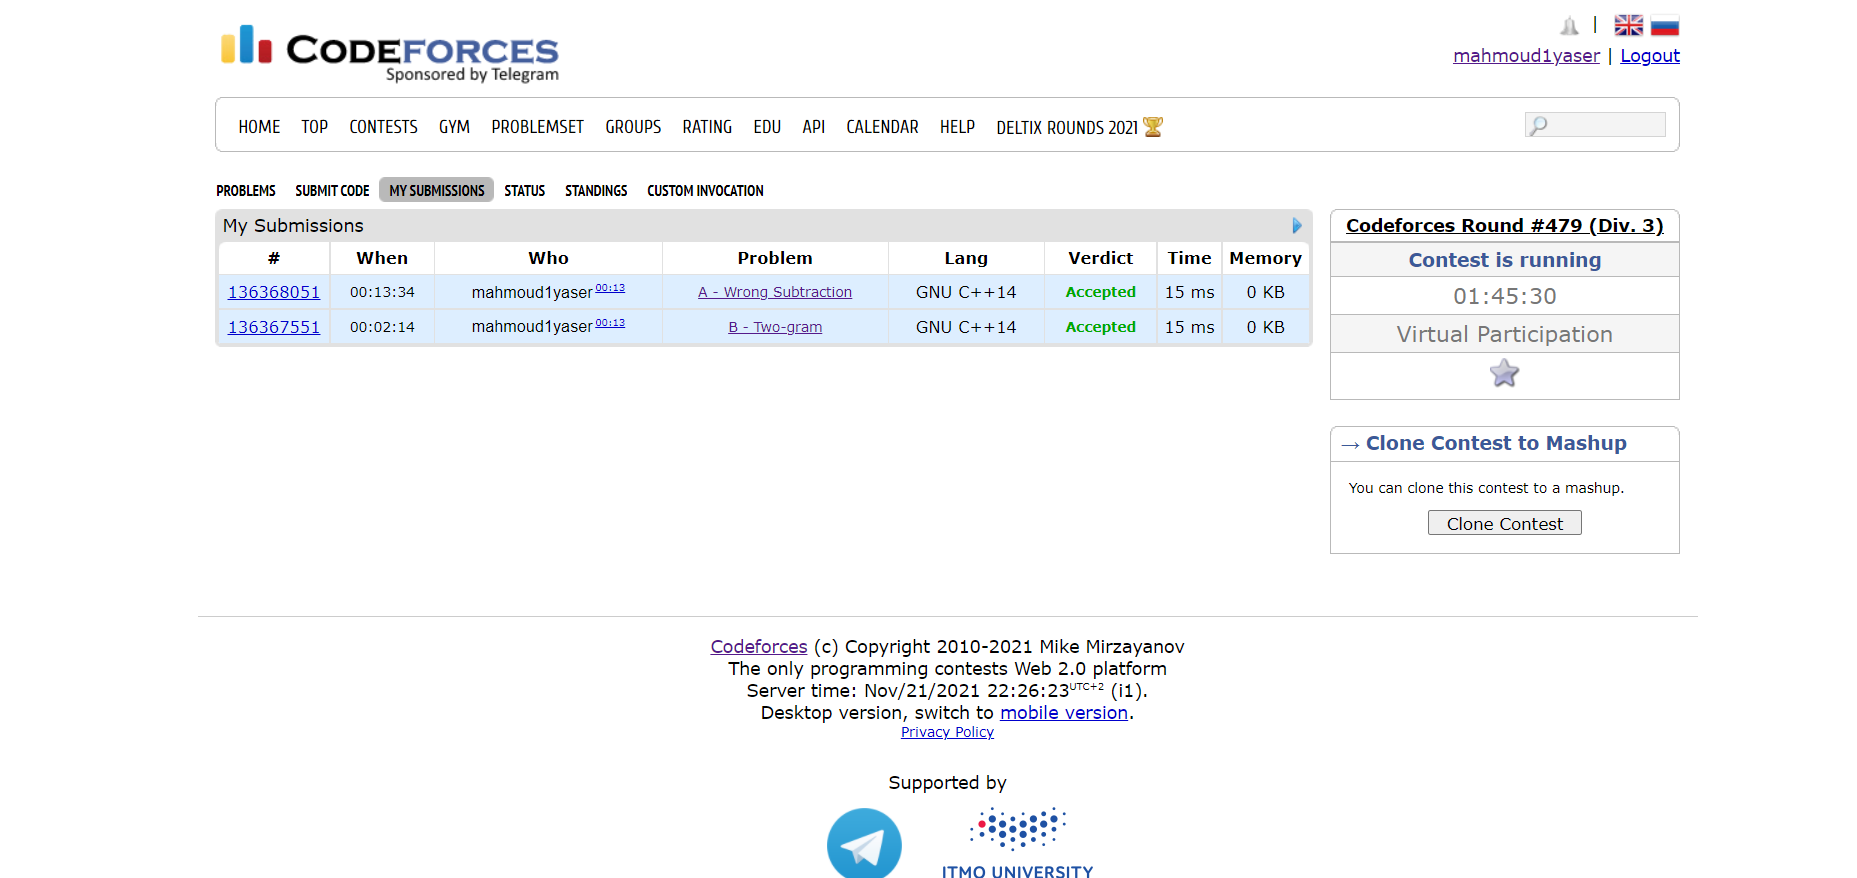 CODEFORCES
Sponsored by Telegram
|
mahmoud1yaser | Logout
HOME TOP CONTESTS GYM PROBLEMSET GROUPS RATING EDU API CALENDAR HELP DELTIX ROUNDS 2021
PROBLEMS SUBMIT CODE MY SUBMISSIONS STATUS STANDINGS CUSTOM INVOCATION
My Submissions
# When Who Problem Lang Verdict Time Memory
136368051 00:13:34 mahmoud1yaser 00:13 A - Wrong Subtraction GNU C++14 Accepted 15 ms 0 KB
136367551 00:02:14 mahmoud1yaser 00:13 B - Two-gram GNU C++14 Accepted 15 ms 0 KB
Codeforces Round #479 (Div. 3)
Contest is running
01:45:30
Virtual Participation
→ Clone Contest to Mashup
You can clone this contest to a mashup.
Clone Contest
Codeforces (c) Copyright 2010-2021 Mike Mirzayanov
The only programming contests Web 2.0 platform
Server time: Nov/21/2021 22:26:23 UTC+2 (i1).
Desktop version, switch to mobile version.
Privacy Policy
Supported by
ITMO UNIVERSITY